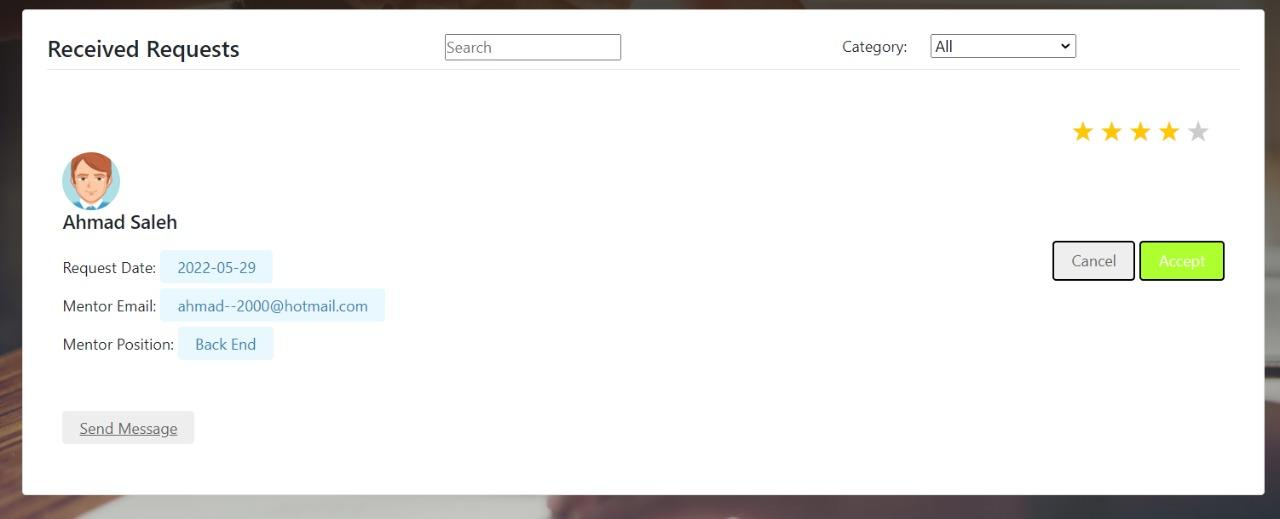 Received Requests
Search
Category: All
Ahmad Saleh
Request Date: 2022-05-29
Cancel Accept
Mentor Email: ahmad--2000@hotmail.com
Mentor Position: Back End
Send Message